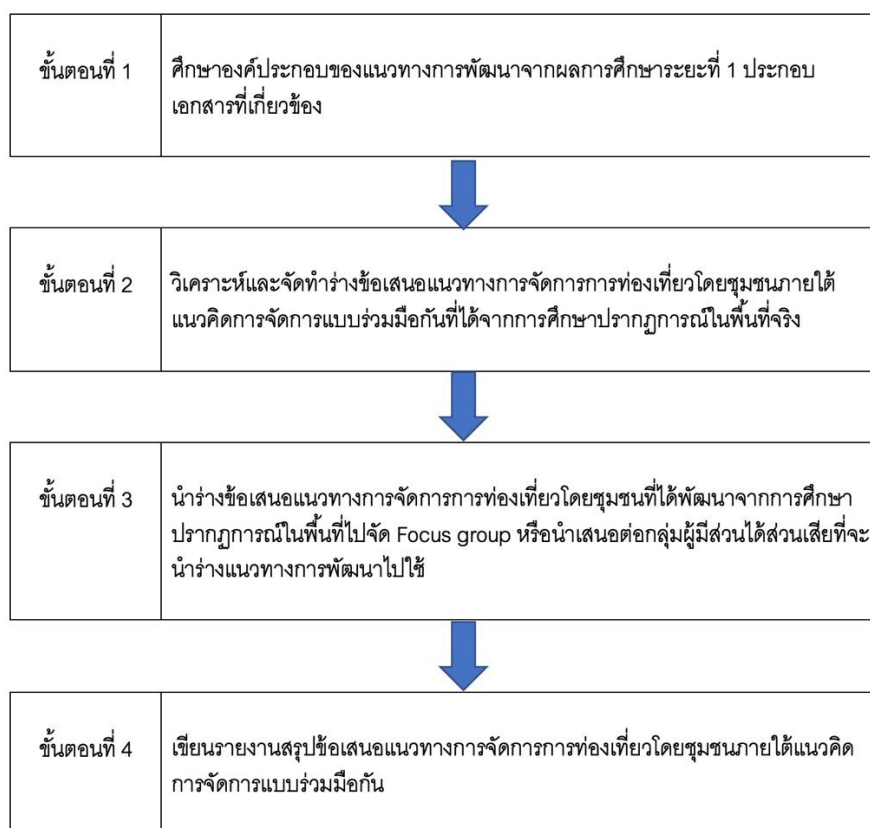 ขั้นตอนที่ 1
ศึกษาองค์ประกอบของแนวทางการพัฒนาจากผลการศึกษาระยะที่ 1 ประกอบ
เอกสารที่เกี่ยวข้อง
ขั้นตอนที่ 2
วิเคราะห์และจัดทำร่างข้อเสนอแนวทางการจัดการการท่องเที่ยวโดยชุมชนภายใต้
แนวคิดการจัดการแบบร่วมมือกันที่ได้จากการศึกษาปรากฏการณ์ในพื้นที่จริง
ขั้นตอนที่ 3
นำร่างข้อเสนอแนวทางการจัดการการท่องเที่ยวโดยชุมชนที่ได้พัฒนาจากการศึกษา
ปรากฏการณ์ในพื้นที่ไปจัด Focus group หรือนำเสนอต่อกลุ่มผู้มีส่วนได้ส่วนเสียที่จะ
นำร่างแนวทางการพัฒนาไปใช้
ขั้นตอนที่ 4
เขียนรายงานสรุปข้อเสนอแนวทางการจัดการการท่องเที่ยวโดยชุมชนภายใต้แนวคิด
การจัดการแบบร่วมมือกัน